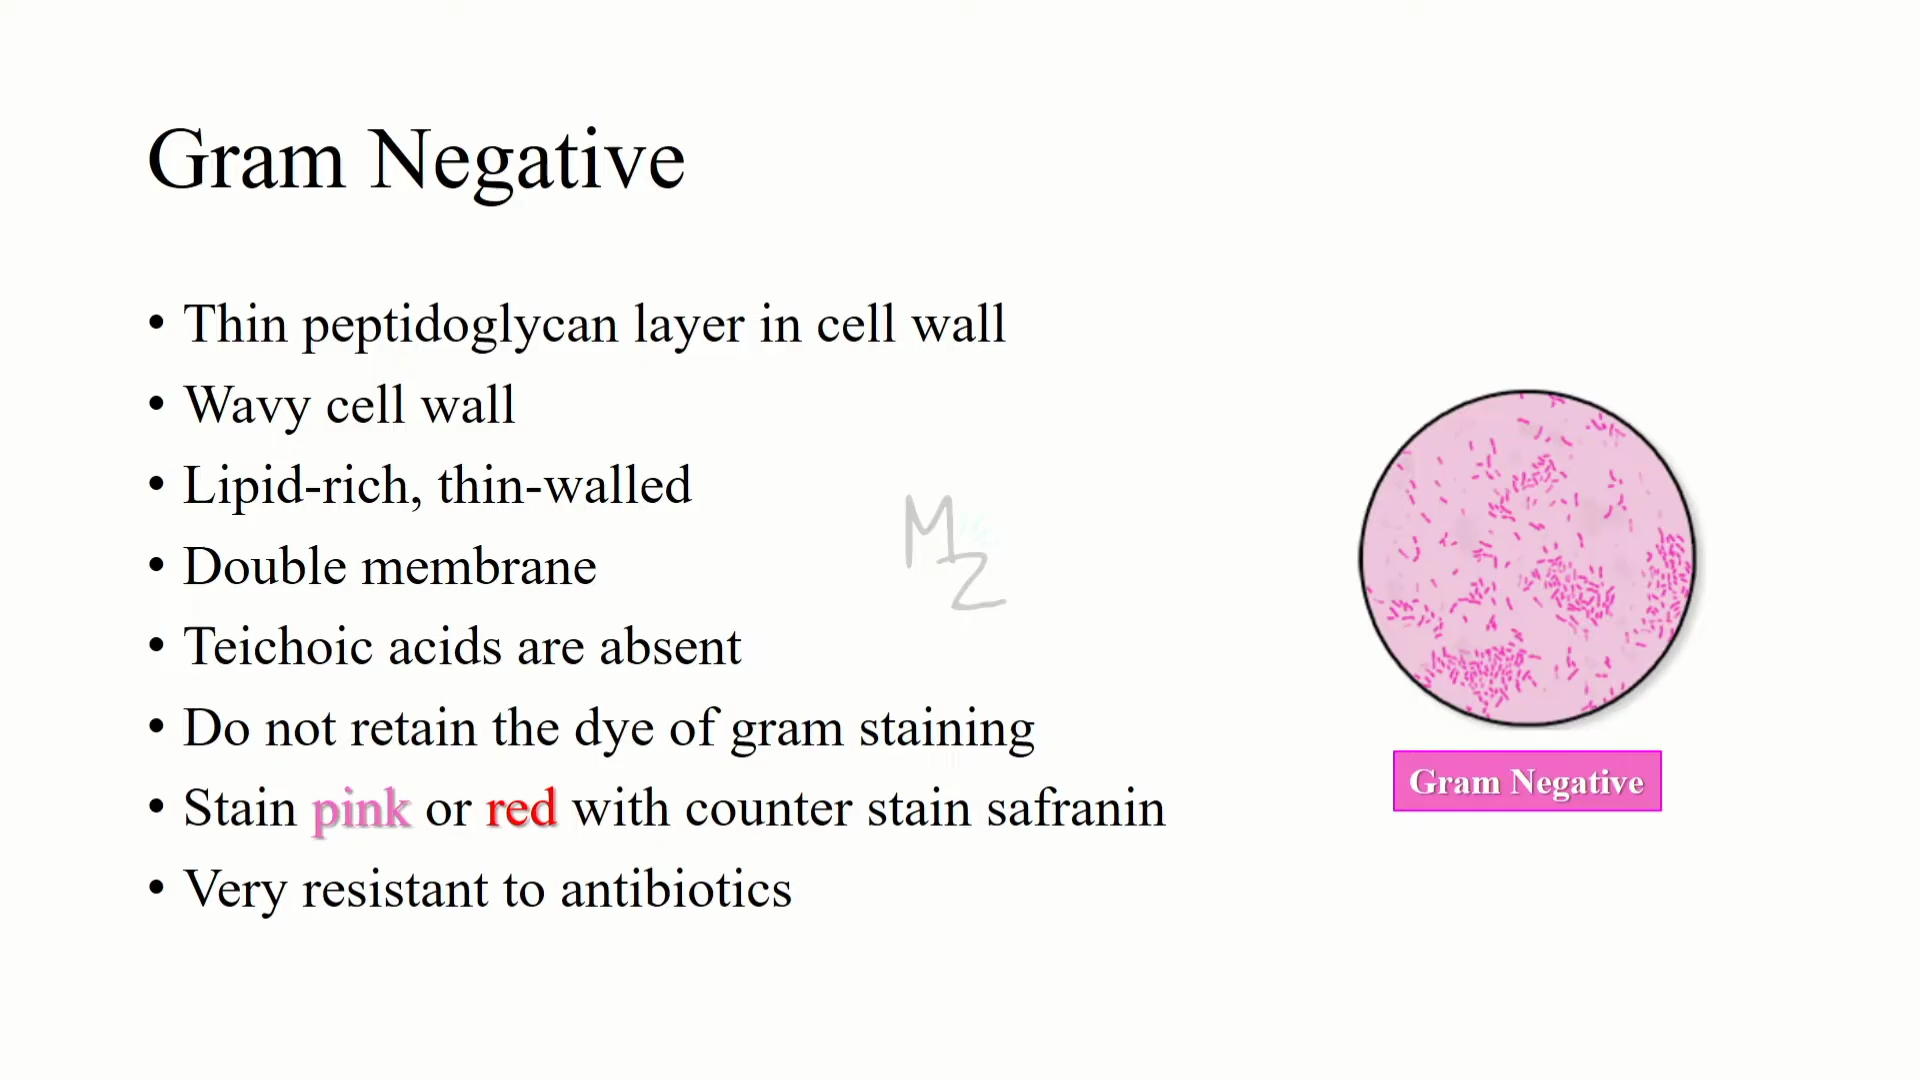 Gram Negative
• Thin peptidoglycan layer in cell wall
• Wavy cell wall
• Lipid-rich, thin-walled
• Double membrane
• Teichoic acids are absent
• Do not retain the dye of gram staining
• Stain pink or red with counter stain safranin
• Very resistant to antibiotics
MZ
Gram Negative